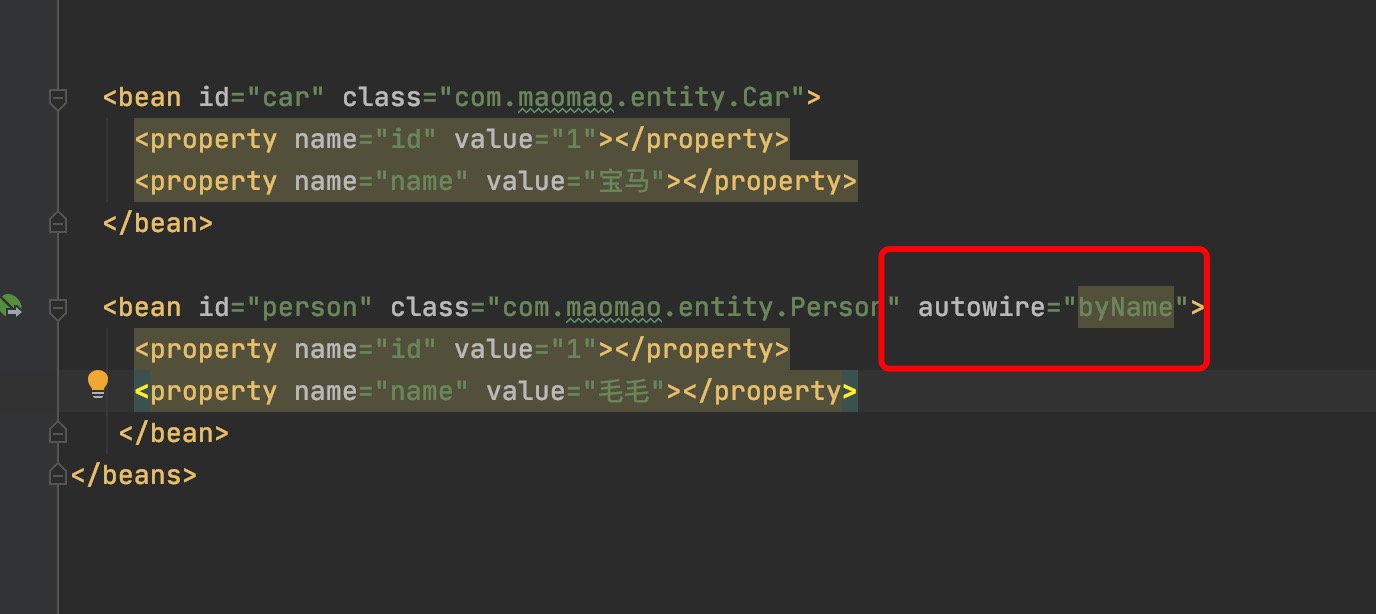 <bean id="car" class="com.maomao.entity.Car">
<property name="id" value="1"></property>
<property name="name" value="宝马"></property>
</bean>
<bean id="person" class="com.maomao.entity.Person" autowire="byName">
<property name="id" value="1"></property>
<property name="name" value="毛毛"></property>
</bean>
</beans>